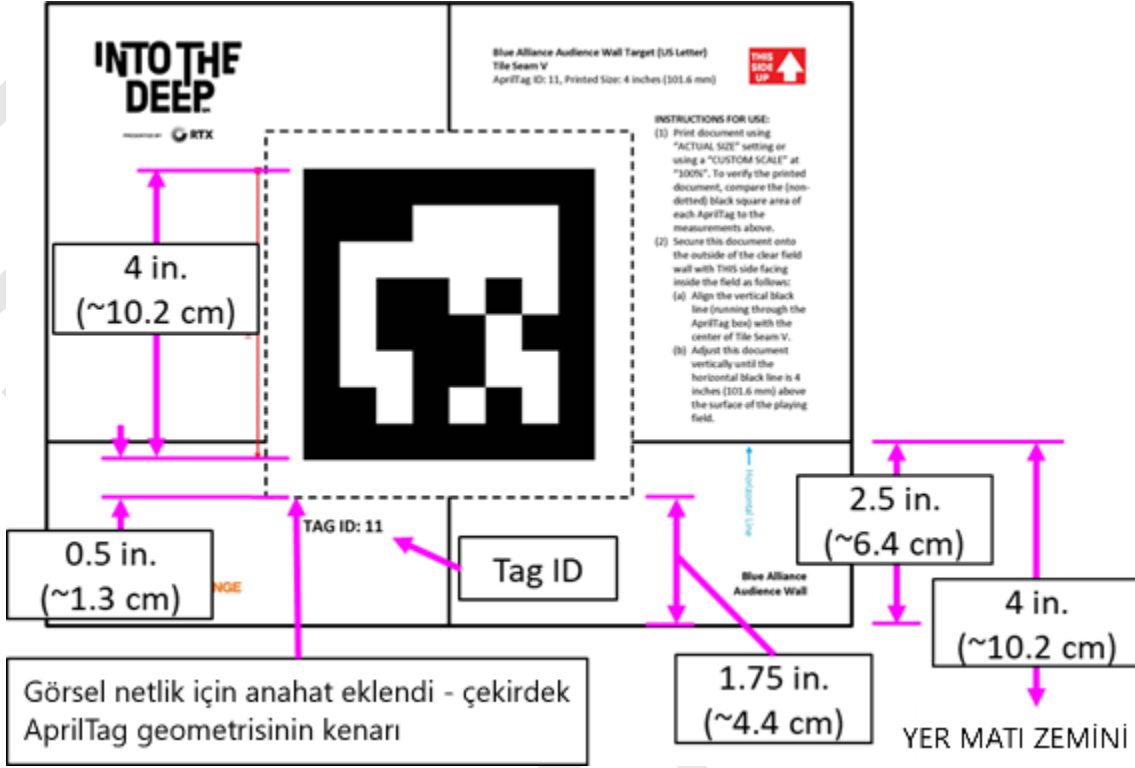 INTO THE
DEEP
PRESENTED BY RTX
Blue Alliance Audience Wall Target (US Letter)
Tile Seam V
AprilTag ID: 11, Printed Size: 4 inches (101.6 mm)
THIS
SIDE
UP
INSTRUCTIONS FOR USE:
(1) Print document using
"ACTUAL SIZE" setting or
using a "CUSTOM SCALE" at
"100%". To verify the printed
document, compare the (non-
dotted) black square area of
each AprilTag to the
measurements above.
(2) Secure this document onto
the outside of the clear field
wall with THIS side facing
inside the field as follows:
(a) Align the vertical black
line (running through the
AprilTag box) with the
center of Tile Seam V.
(b) Adjust this document
vertically until the
horizontal black line is 4
inches (101.6 mm) above
the surface of the playing
field.
4 in.
(~10.2 cm)
Horizontal Line
2.5 in.
(~6.4 cm)
TAG ID: 11
Tag ID
0.5 in.
(~1.3 cm)
NGE
Blue Alliance
Audience Wall
4 in.
(~10.2 cm)
Görsel netlik için anahat eklendi - çekirdek
AprilTag geometrisinin kenarı
1.75 in.
(~4.4 cm)
YER MATI ZEMİNİ